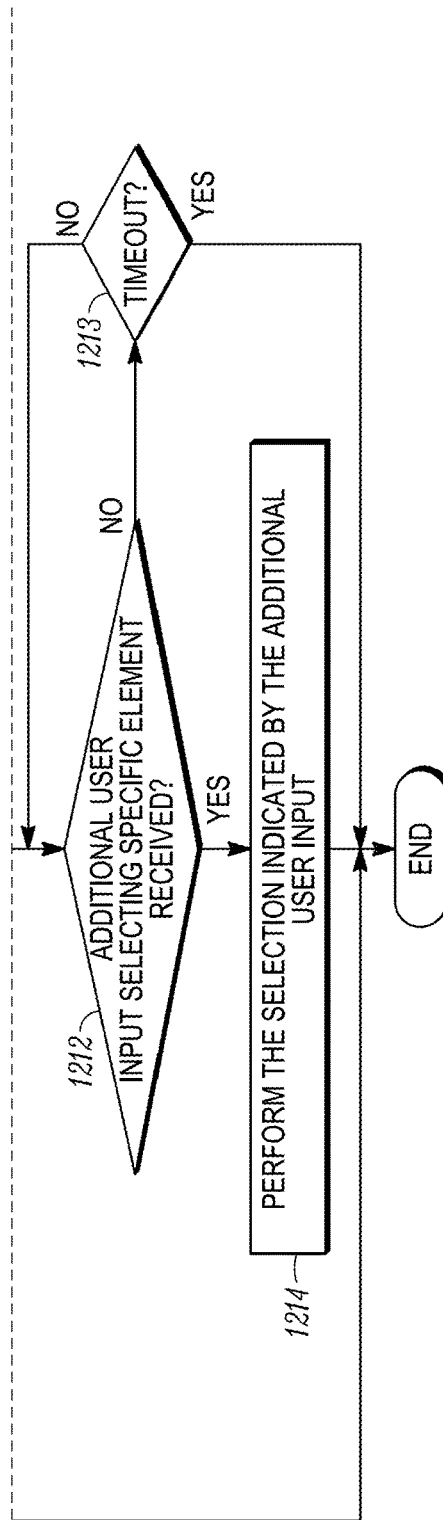 1212
ADDITIONAL USER
INPUT SELECTING SPECIFIC ELEMENT
RECEIVED?
NO
1213
TIMEOUT?
NO
YES
YES
1214
PERFORM THE SELECTION INDICATED BY THE ADDITIONAL
USER INPUT
END